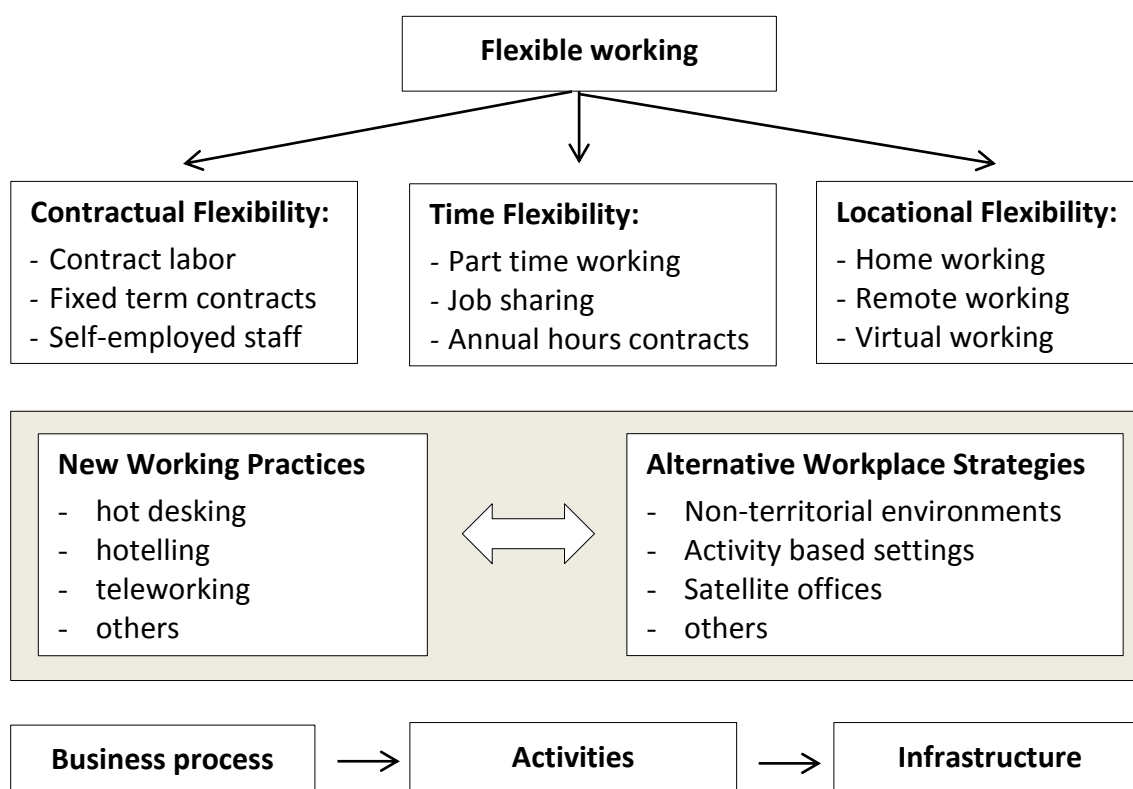 Flexible working
Contractual Flexibility:
- Contract labor
- Fixed term contracts
- Self-employed staff
Time Flexibility:
- Part time working
- Job sharing
- Annual hours contracts
Locational Flexibility:
- Home working
- Remote working
- Virtual working
New Working Practices
- hot desking
- hotelling
- teleworking
- others
Alternative Workplace Strategies
- Non-territorial environments
- Activity based settings
- Satellite offices
- others
Business process
Activities
Infrastructure